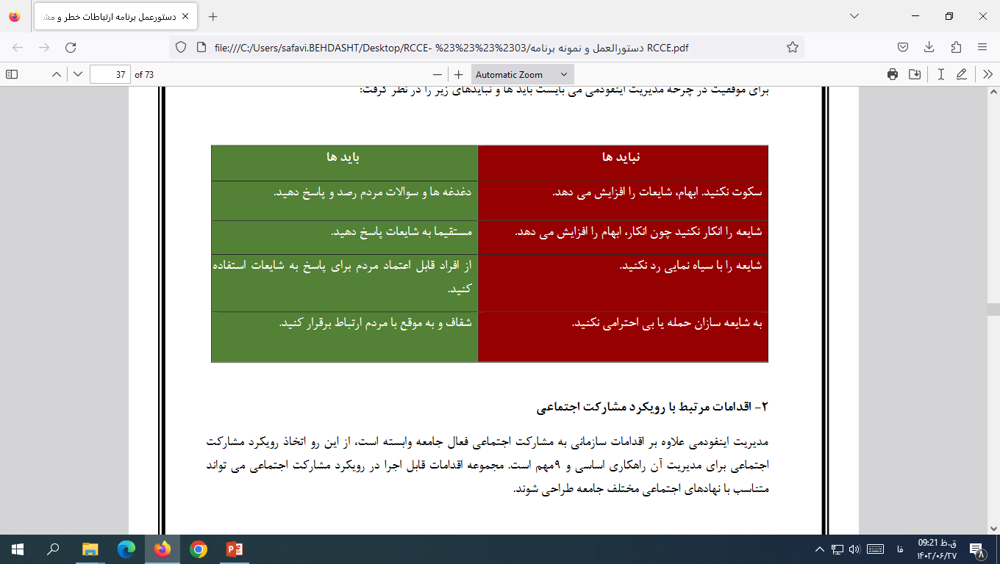 دستورعمل برنامه ارتباطات خطر و مشا
file:///C:/Users/safavi.BEHDASHT/Desktop/RCCE- %23%23%23%2303/دستورالعمل و نمونه برنامه RCCE.pdf
37 of 73
Automatic Zoom
برای موفقیت در چرخه مدیریت اینفودمی می بایست باید ها و نبایدهای زیر را در نظر گرفت:
نباید ها
باید ها
سکوت نکنید. ابهام، شایعات را افزایش می دهد.
دغدغه ها و سوالات مردم رصد و پاسخ دهید.
شایعه را انکار نکنید چون انکار، ابهام را افزایش می دهد.
مستقیما به شایعات پاسخ دهید.
شایعه را با سیاه نمایی رد نکنید.
از افراد قابل اعتماد مردم برای پاسخ به شایعات استفاده
کنید.
به شایعه سازان حمله یا بی احترامی نکنید.
شفاف و به موقع با مردم ارتباط برقرار کنید.
۲- اقدامات مرتبط با رویکرد مشارکت اجتماعی
مدیریت اینفودمی علاوه بر اقدامات سازمانی به مشارکت اجتماعی فعال جامعه وابسته است، از این رو اتخاذ رویکرد مشارکت
اجتماعی برای مدیریت آن راهکاری اساسی و ۹مهم است. مجموعه اقدامات قابل اجرا در رویکرد مشارکت اجتماعی می تواند
متناسب با نهادهای اجتماعی مختلف جامعه طراحی شوند.
فا
09:21 ق.ظ
۱۴۰۲/۰۶/۲۷
۸